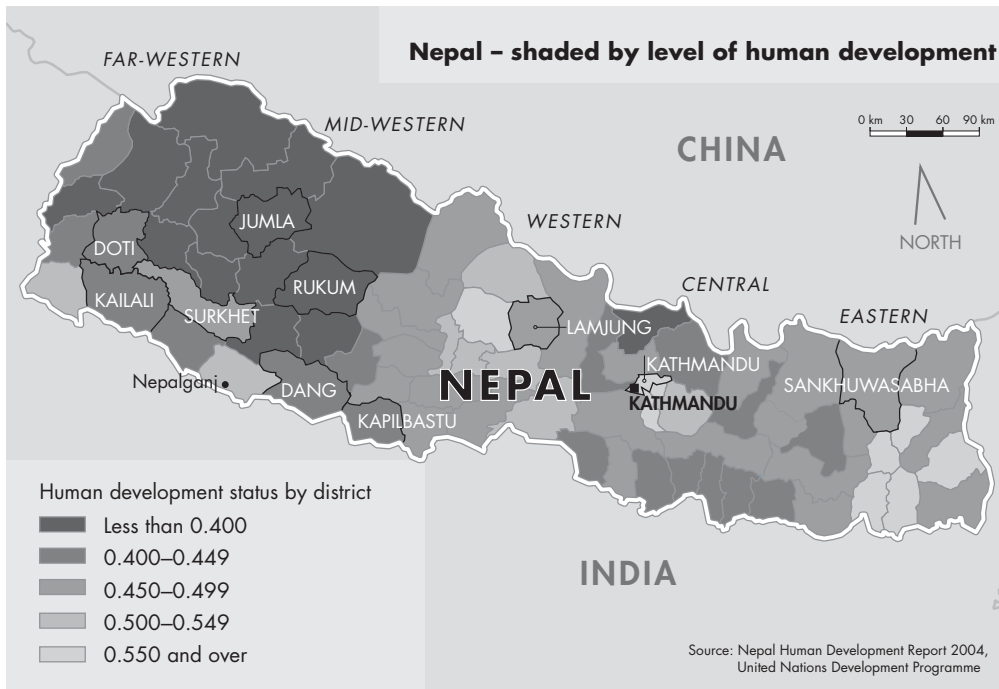 Nepal – shaded by level of human development
FAR-WESTERN
MID-WESTERN
0 km 30 60 90 km
CHINA
NORTH
WESTERN
CENTRAL
EASTERN
JUMLA
DOTI
KAILALI
SURKHET
RUKUM
LAMJUNG
KATHMANDU
SANKHUWASABHA
Nepalganj
DANG
NEPAL
KATHMANDU
KAPILBASTU
INDIA
Human development status by district
Less than 0.400
0.400–0.449
0.450–0.499
0.500–0.549
0.550 and over
Source: Nepal Human Development Report 2004,
United Nations Development Programme